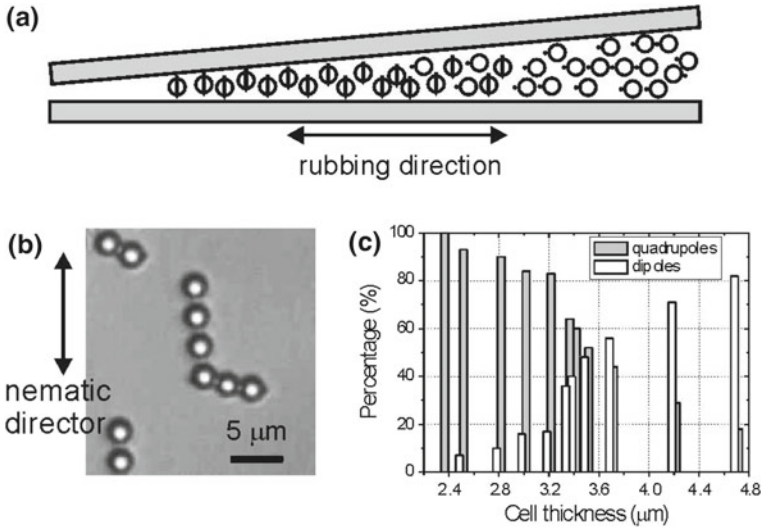 (a)
rubbing direction
(b)
nematic
director
5 μm
(c)
100
80
60
40
20
0
Percentage (%)
quadrupoles
dipoles
2.4 2.8 3.2 3.6 4.0 4.4 4.8
Cell thickness (μm)